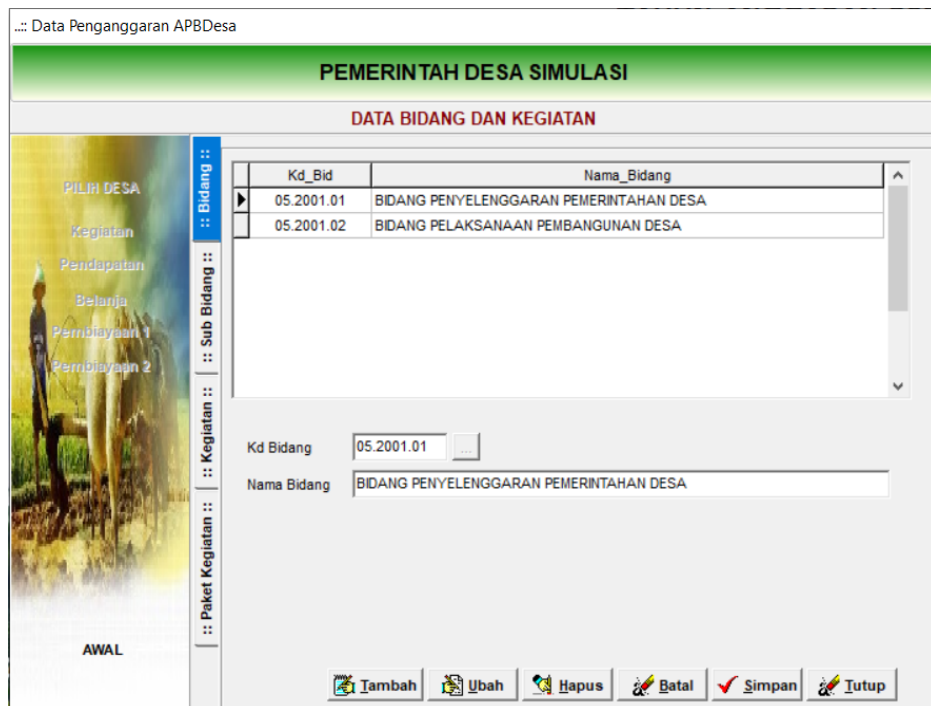 ..:: Data Penganggaran APBDesa
PEMERINTAH DESA SIMULASI
DATA BIDANG DAN KEGIATAN
PILIH DESA
Kegiatan
Pendapatan
Belanja
Pembiayaan 1
Pembiayaan 2
AWAL
:: Bidang ::
:: Sub Bidang ::
:: Kegiatan ::
:: Paket Kegiatan ::
Kd_Bid Nama_Bidang
05.2001.01 BIDANG PENYELENGGARAN PEMERINTAHAN DESA
05.2001.02 BIDANG PELAKSANAAN PEMBANGUNAN DESA
Kd Bidang 05.2001.01 ...
Nama Bidang BIDANG PENYELENGGARAN PEMERINTAHAN DESA
Tambah Ubah Hapus Batal Simpan Tutup